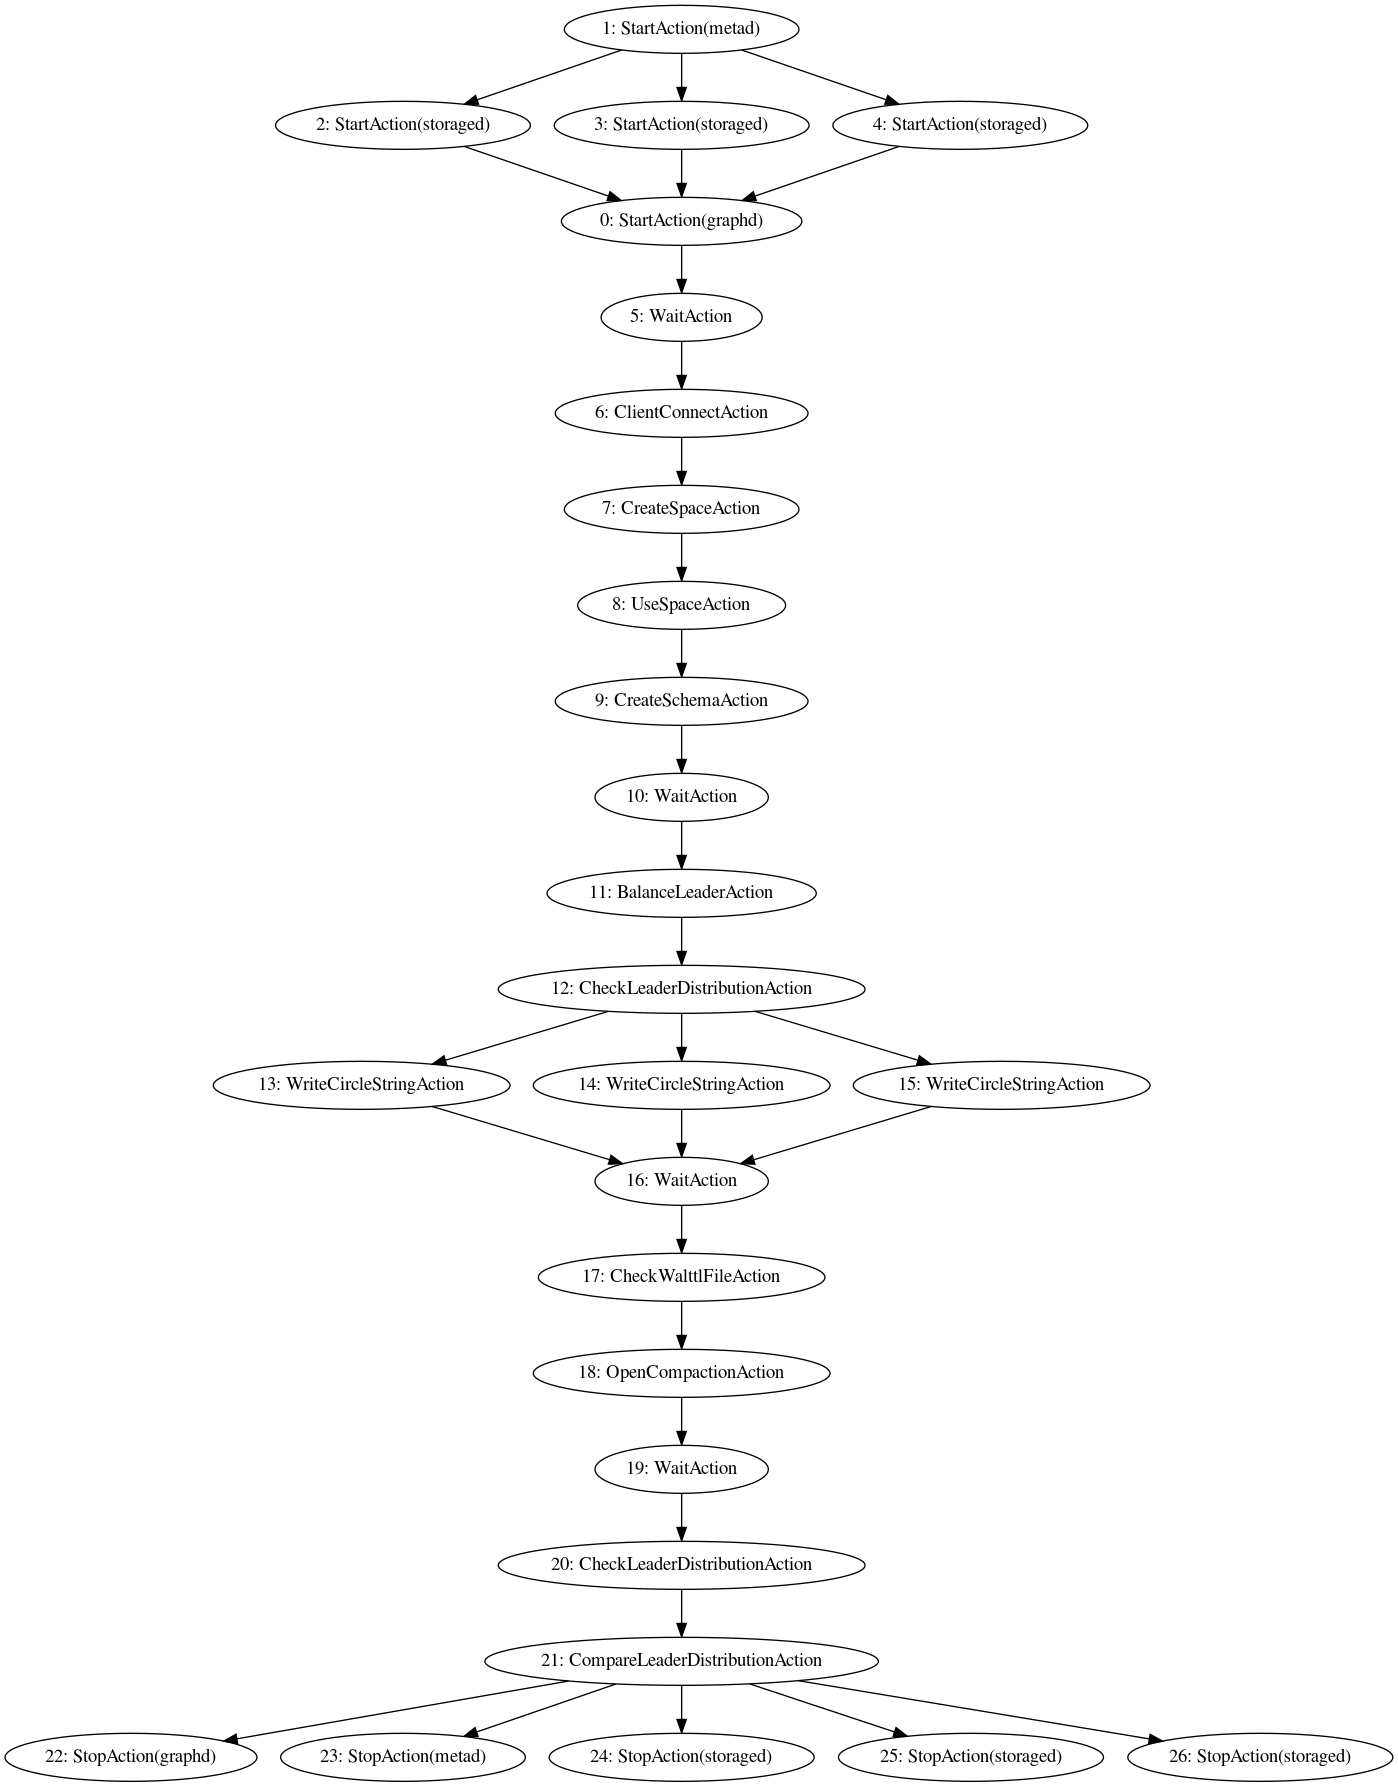 1: StartAction(metad)
2: StartAction(storaged)
3: StartAction(storaged)
4: StartAction(storaged)
0: StartAction(graphd)
5: WaitAction
6: ClientConnectAction
7: CreateSpaceAction
8: UseSpaceAction
9: CreateSchemaAction
10: WaitAction
11: BalanceLeaderAction
12: CheckLeaderDistributionAction
13: WriteCircleStringAction
14: WriteCircleStringAction
15: WriteCircleStringAction
16: WaitAction
17: CheckWalttlFileAction
18: OpenCompactionAction
19: WaitAction
20: CheckLeaderDistributionAction
21: CompareLeaderDistributionAction
22: StopAction(graphd)
23: StopAction(metad)
24: StopAction(storaged)
25: StopAction(storaged)
26: StopAction(storaged)